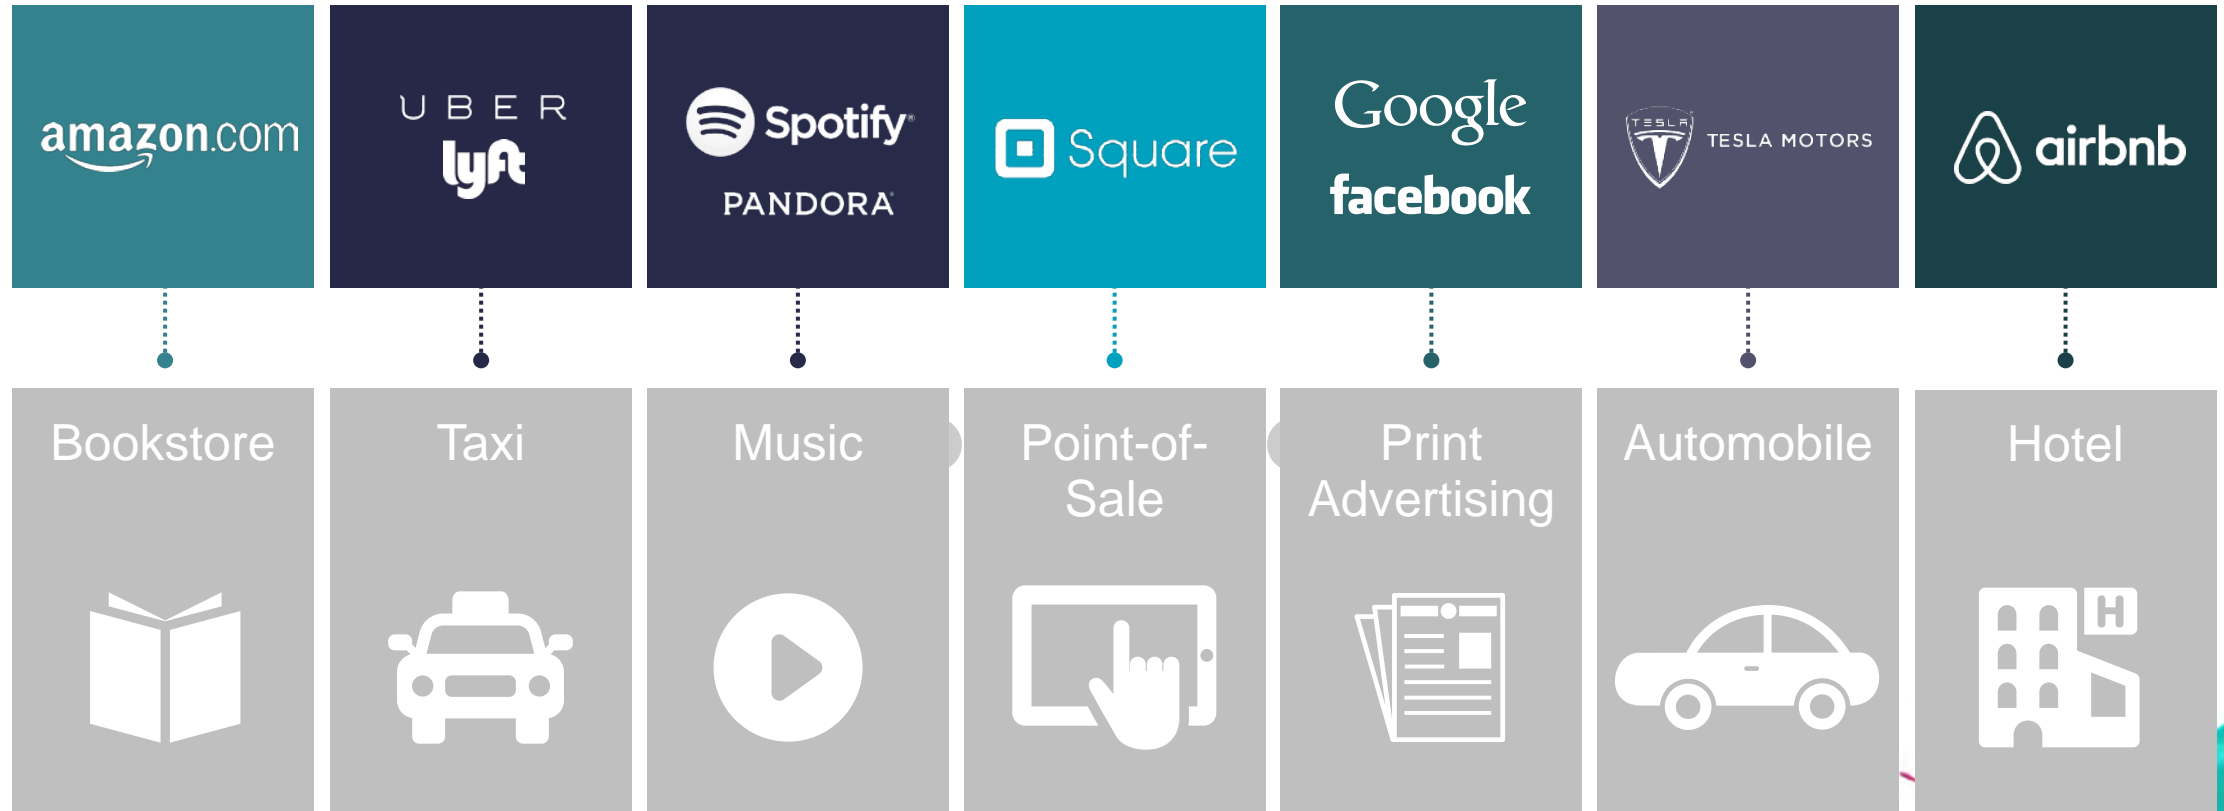 amazon.com
UBER
lyft
Spotify®
PANDORA
Square
Google
facebook
TESLA
TESLA MOTORS
airbnb
Bookstore
Taxi
Music
Point-of-
Sale
Print
Advertising
Automobile
Hotel
H